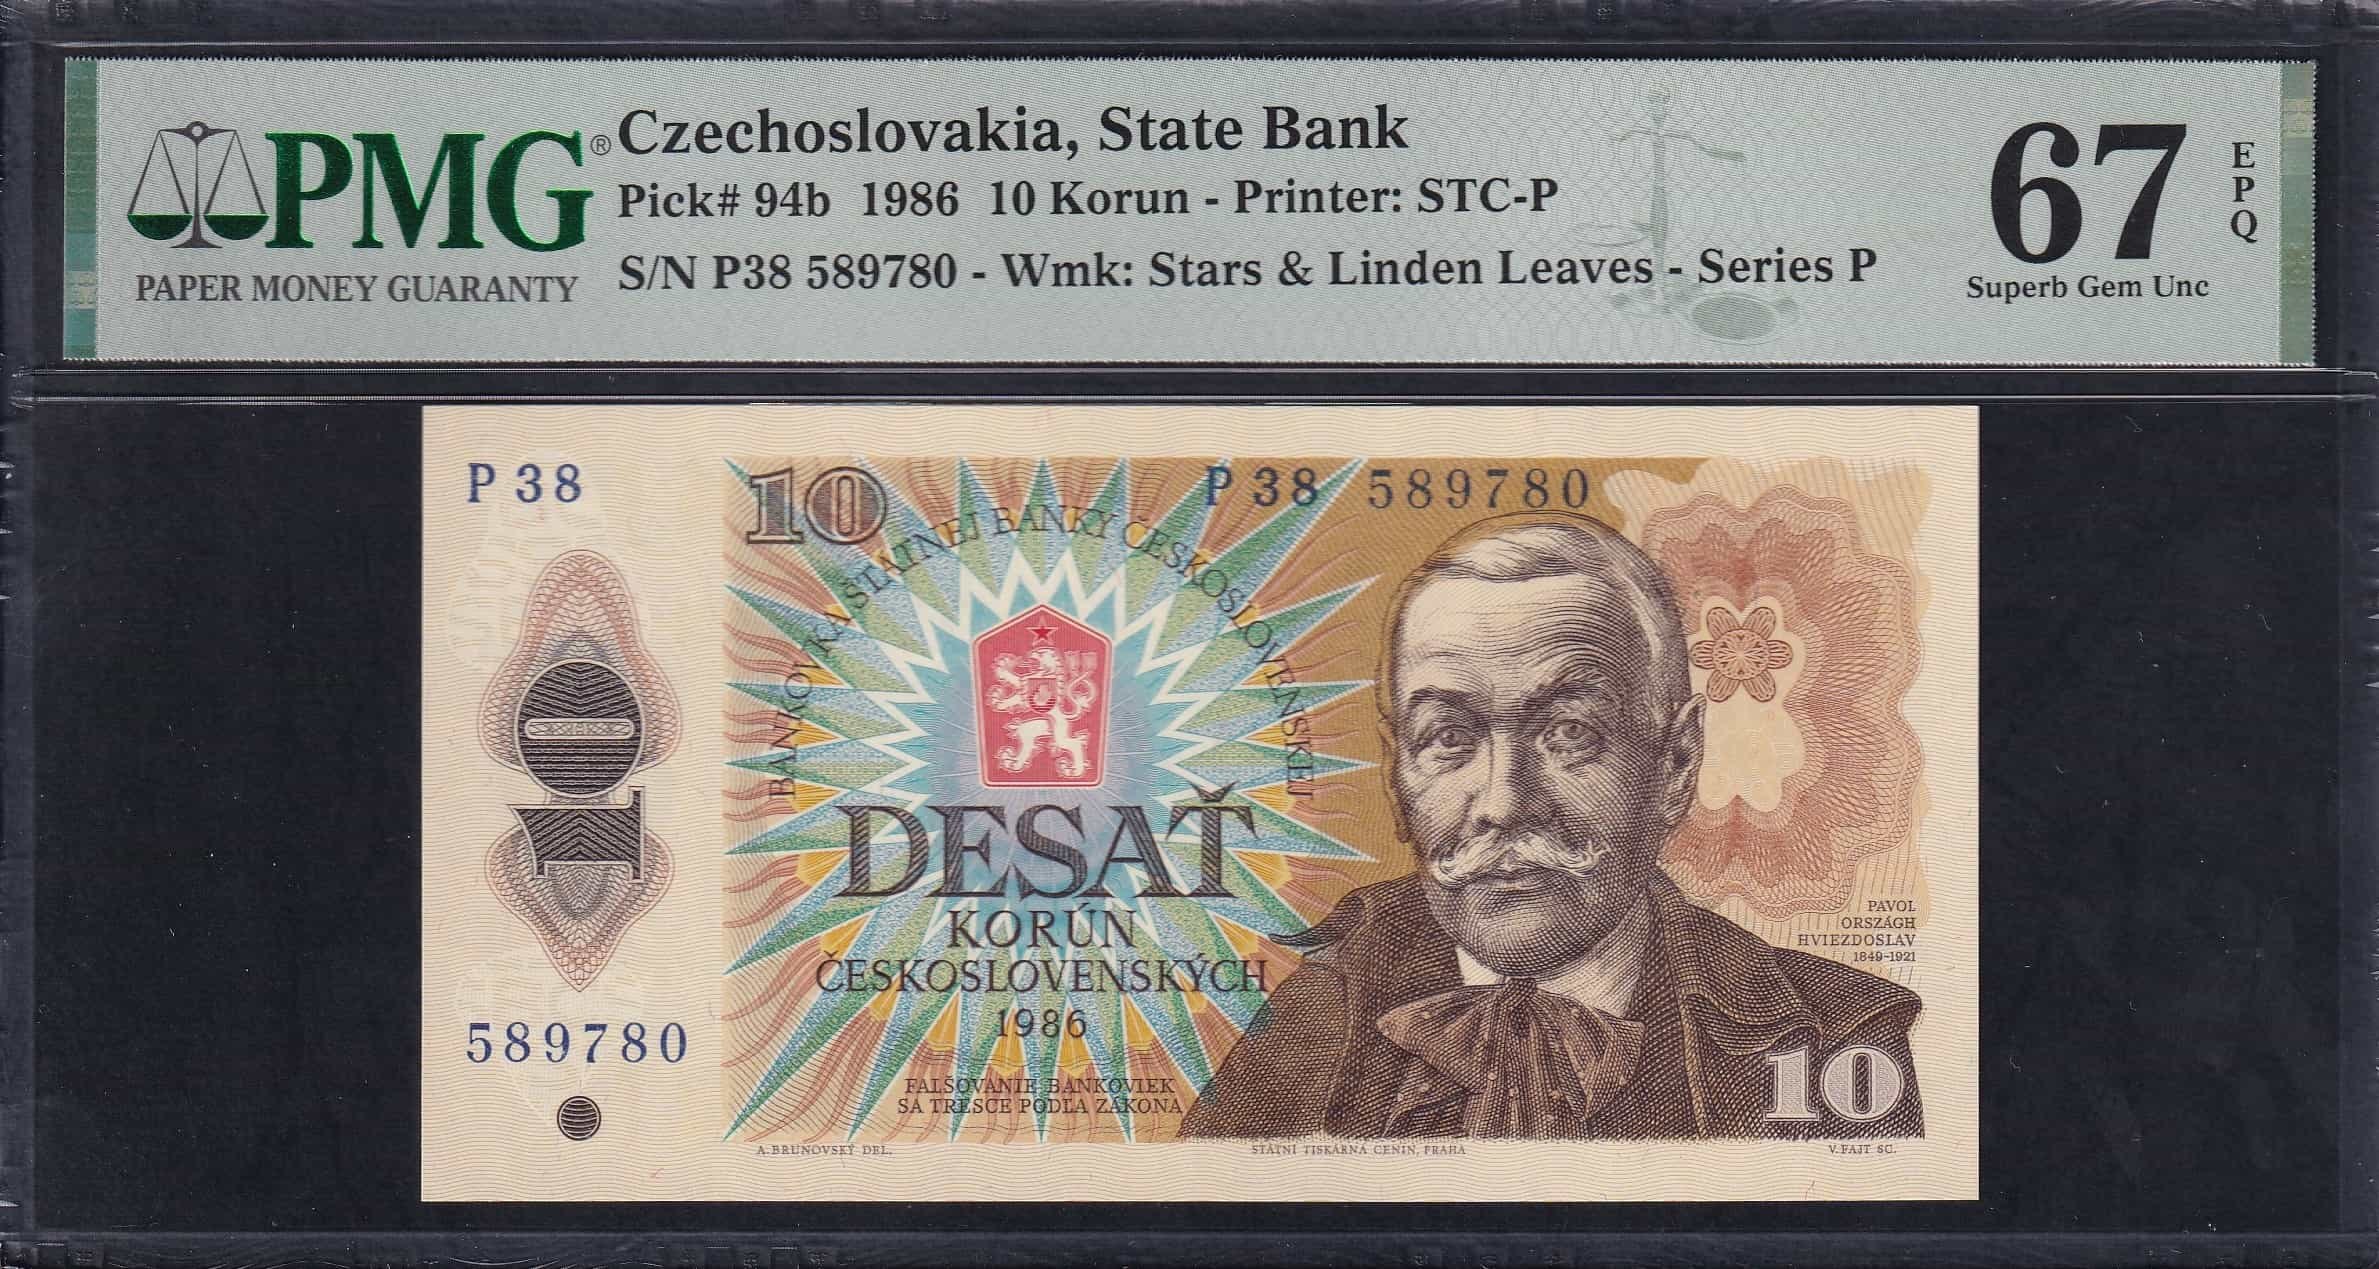 PMG®
PAPER MONEY GUARANTY
Czechoslovakia, State Bank
Pick# 94b 1986 10 Korun - Printer: STC-P
S/N P38 589780 - Wmk: Stars & Linden Leaves - Series P
67
EPQ
Superb Gem Unc
P 38
10
P 38 589780
BANKOVKA ŠTÁTNEJ BANKY ČESKOSLOVENSKEJ
10
DESAŤ
KORÚN
ČESKOSLOVENSKÝCH
1986
PAVOL
ORSZÁGH
HVIEZDOSLAV
1849-1921
589780
FALŠOVANIE BANKOVIEK
SA TRESCE PODĽA ZÁKONA
10
A. BRUNOVSKÝ DEL.
STÁTNÍ TISKÁRNA CENIN, PRAHA
V. FAJT SC.